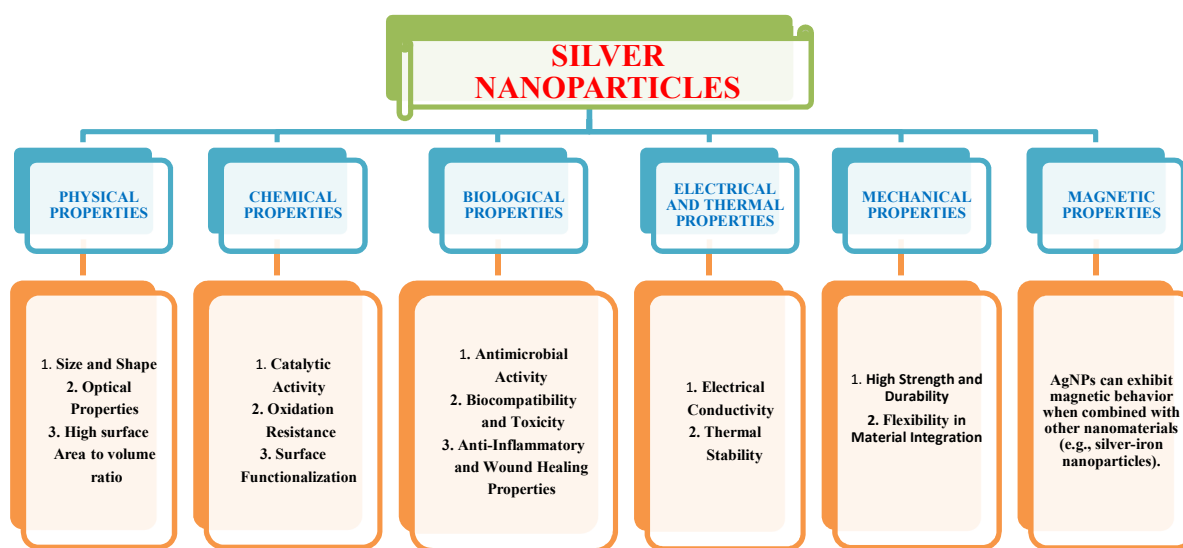 SILVER
NANOPARTICLES
PHYSICAL
PROPERTIES
CHEMICAL
PROPERTIES
BIOLOGICAL
PROPERTIES
ELECTRICAL
AND THERMAL
PROPERTIES
MECHANICAL
PROPERTIES
MAGNETIC
PROPERTIES
1. Size and Shape
2. Optical
Properties
3. High surface
Area to volume
ratio
1. Catalytic
Activity
2. Oxidation
Resistance
3. Surface
Functionalization
1. Antimicrobial
Activity
2. Biocompatibility
and Toxicity
3. Anti-Inflammatory
and Wound Healing
Properties
1. Electrical
Conductivity
2. Thermal
Stability
1. High Strength and
Durability
2. Flexibility in
Material Integration
AgNPs can exhibit
magnetic behavior
when combined with
other nanomaterials
(e.g., silver-iron
nanoparticles).